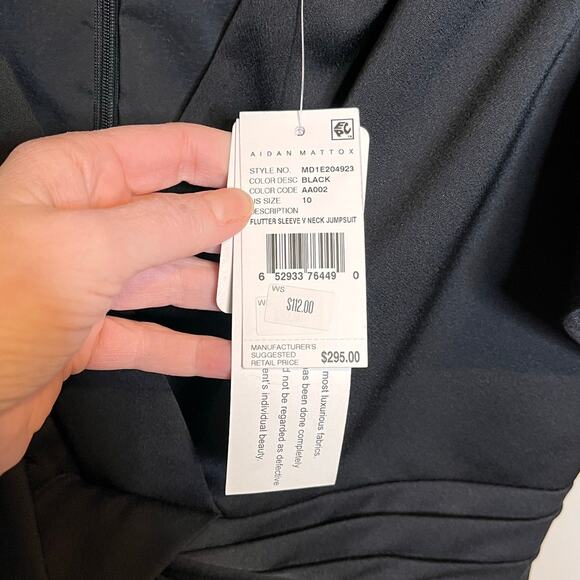 AIDAN MATTOX
STYLE NO. MD1E204923
COLOR DESC BLACK
COLOR CODE AA002
US SIZE 10
DESCRIPTION
FLUTTER SLEEVE V NECK JUMPSUIT
6 52933 76449 0
WS
$112.00
MANUFACTURER'S
SUGGESTED
RETAIL PRICE $295.00
most luxurious fabrics.
has been done completely
not be regarded as defective
individual beauty.